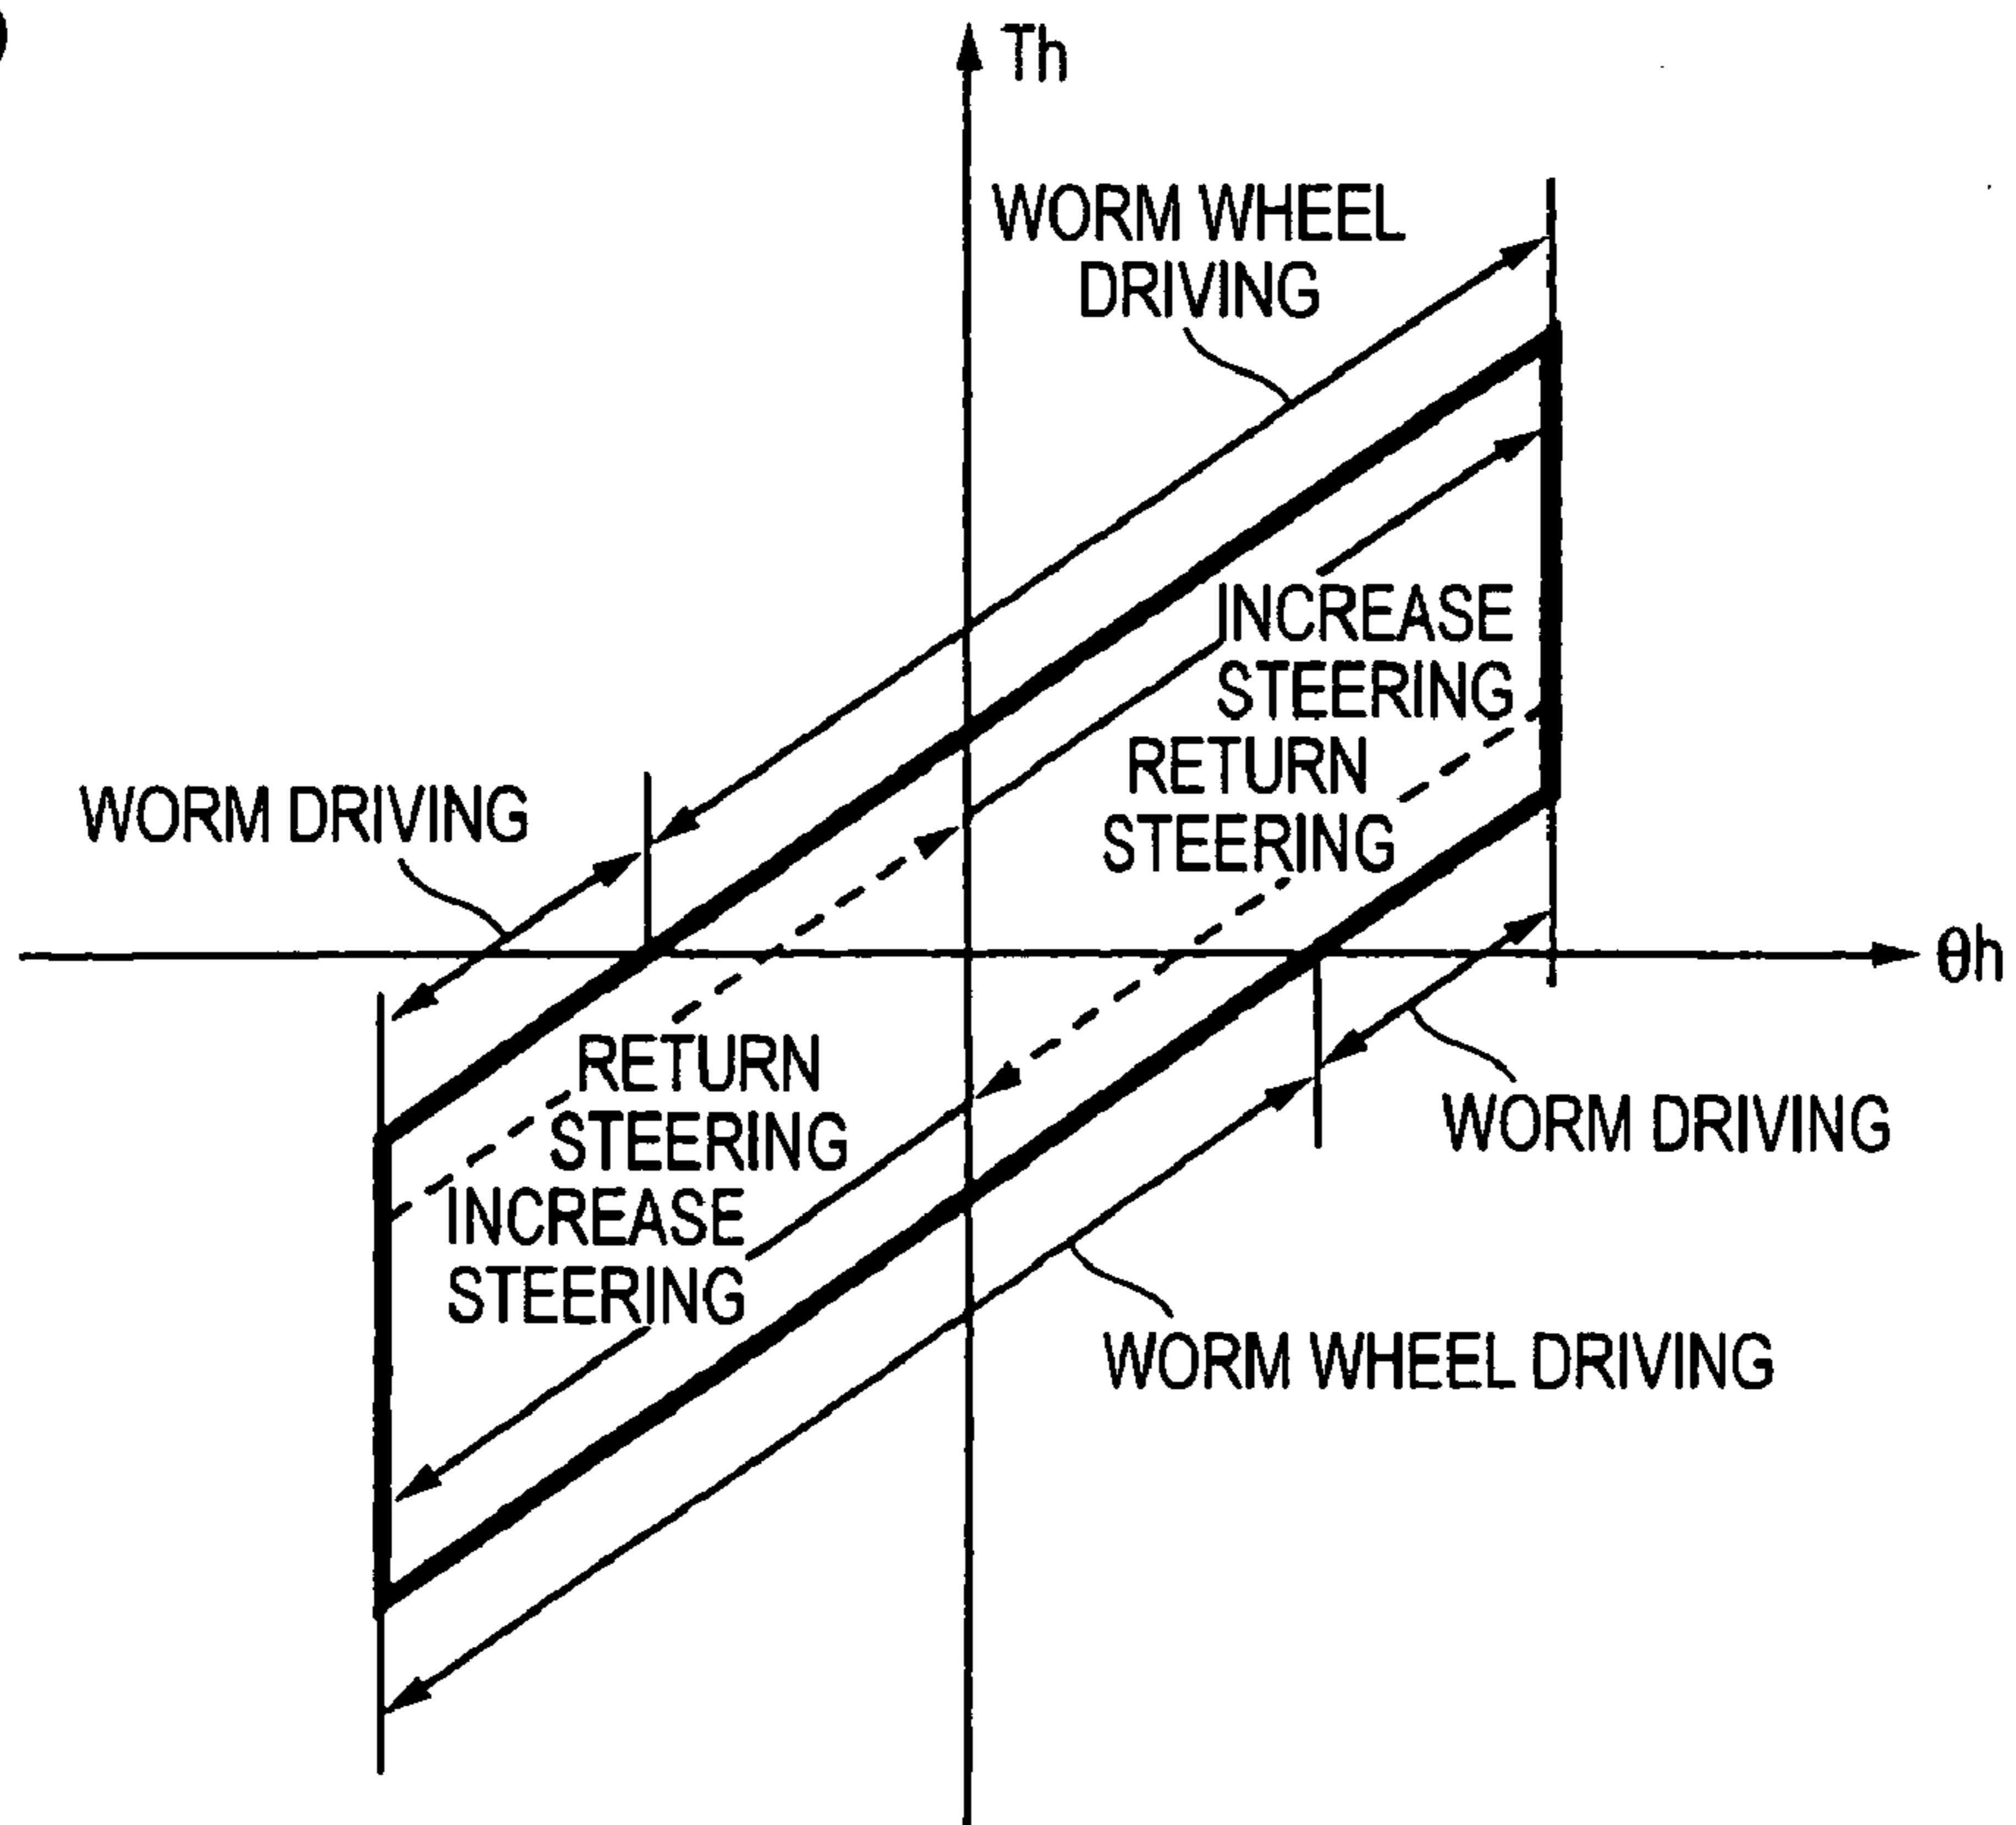 Th
WORM WHEEL
DRIVING
INCREASE
STEERING
RETURN
STEERING
WORM DRIVING
θh
RETURN
STEERING
INCREASE
STEERING
WORM DRIVING
WORM WHEEL DRIVING